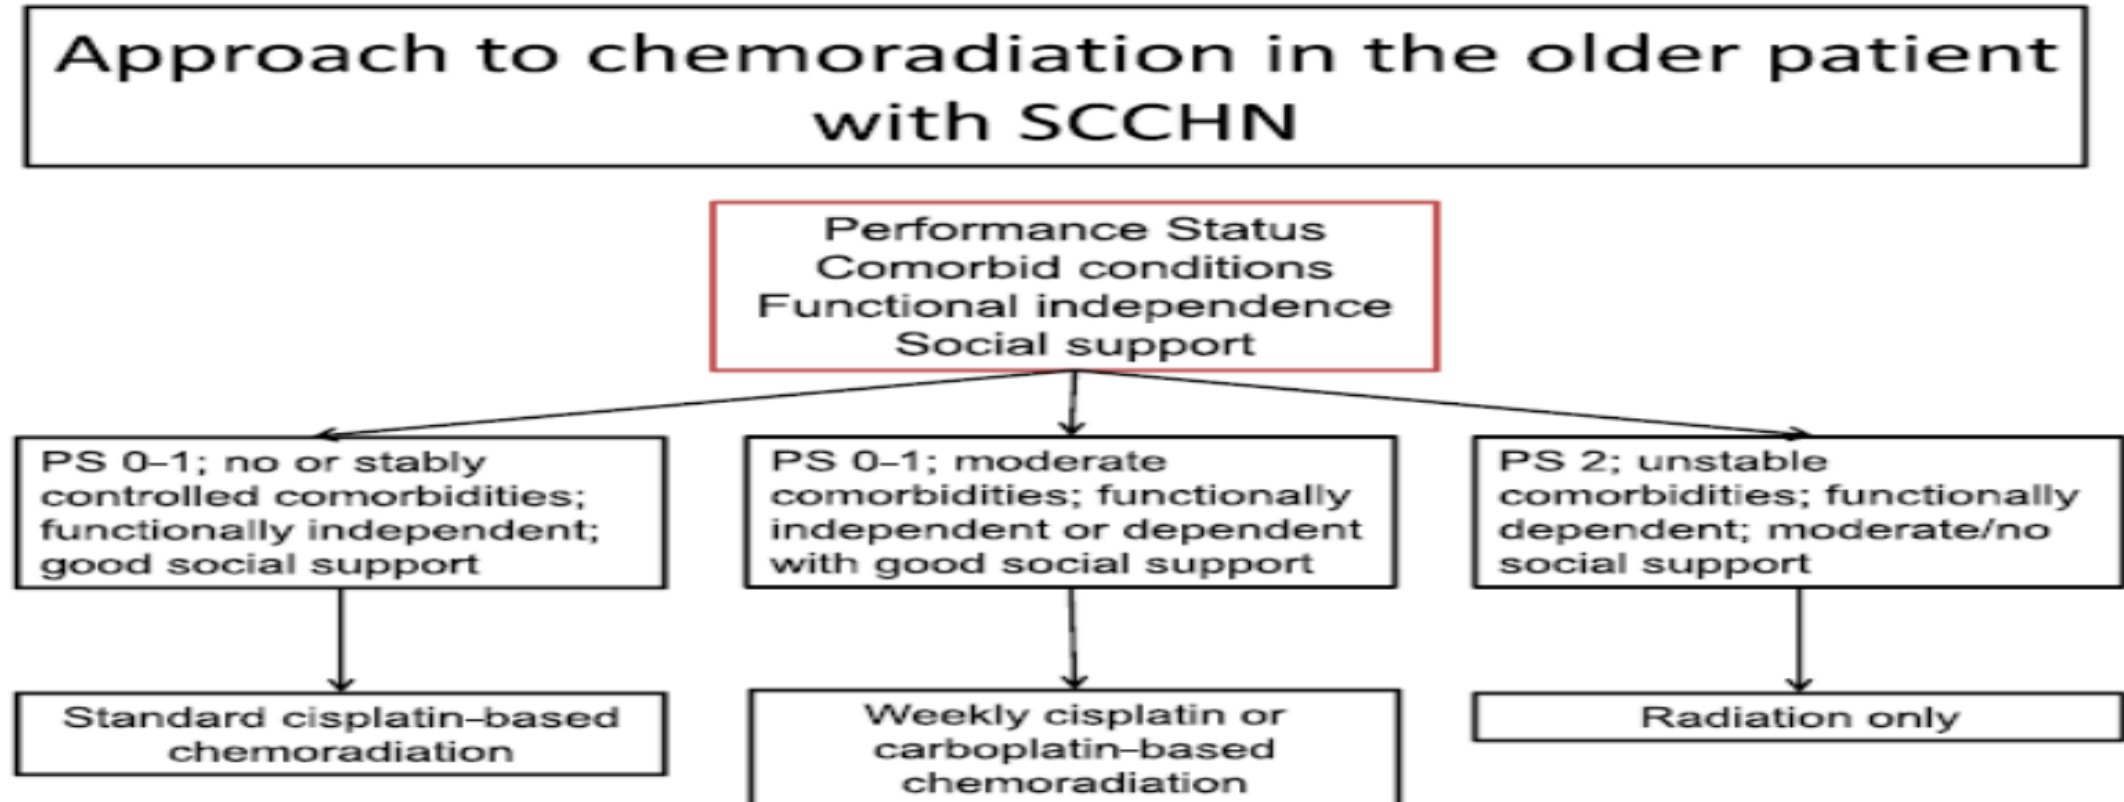 Approach to chemoradiation in the older patient
with SCCHN
Performance Status
Comorbid conditions
Functional independence
Social support
PS 0–1; no or stably
controlled comorbidities;
functionally independent;
good social support
PS 0–1; moderate
comorbidities; functionally
independent or dependent
with good social support
PS 2; unstable
comorbidities; functionally
dependent; moderate/no
social support
Standard cisplatin–based
chemoradiation
Weekly cisplatin or
carboplatin–based
chemoradiation
Radiation only